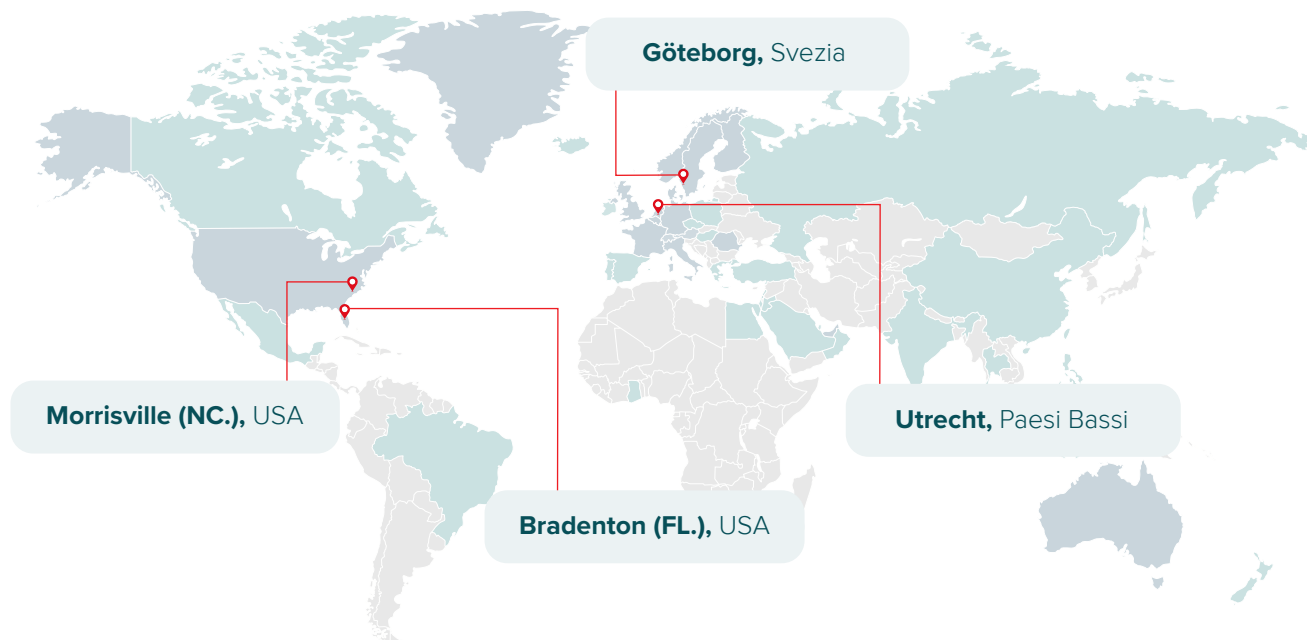 Göteborg, Svezia
Morrisville (NC.), USA
Utrecht, Paesi Bassi
Bradenton (FL.), USA